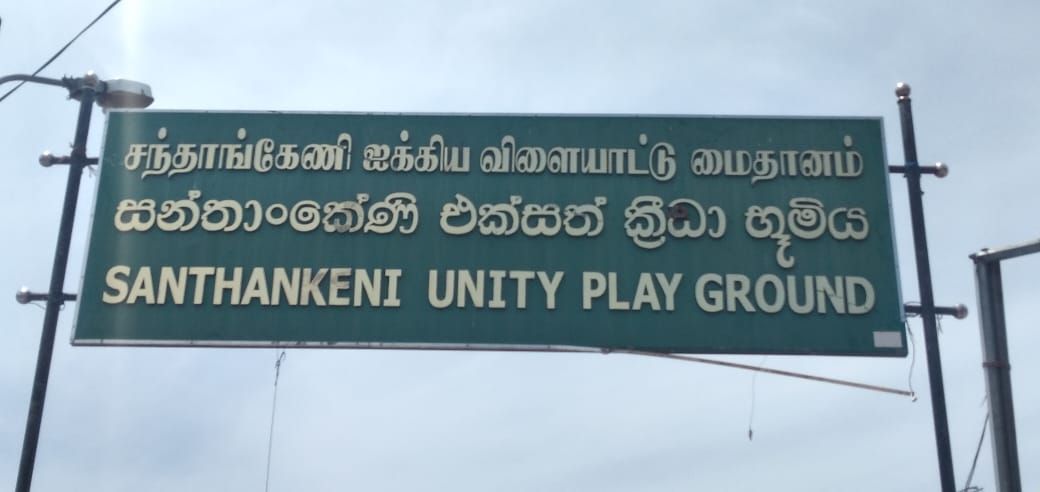 சந்தாங்கேணி ஐக்கிய விளையாட்டு மைதானம்
සන්තාංකේණි එක්සත් ක්‍රීඩා භූමිය
SANTHANKENI UNITY PLAY GROUND